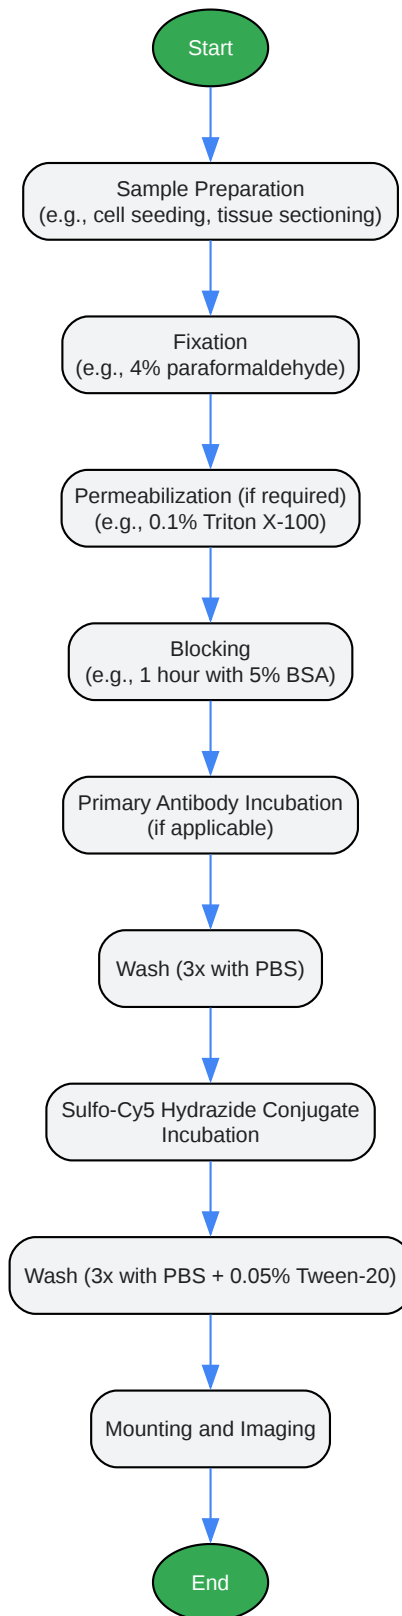 Start
Sample Preparation
(e.g., cell seeding, tissue sectioning)
Fixation
(e.g., 4% paraformaldehyde)
Permeabilization (if required)
(e.g., 0.1% Triton X-100)
Blocking
(e.g., 1 hour with 5% BSA)
Primary Antibody Incubation
(if applicable)
Wash (3x with PBS)
Sulfo-Cy5 Hydrazide Conjugate
Incubation
Wash (3x with PBS + 0.05% Tween-20)
Mounting and Imaging
End